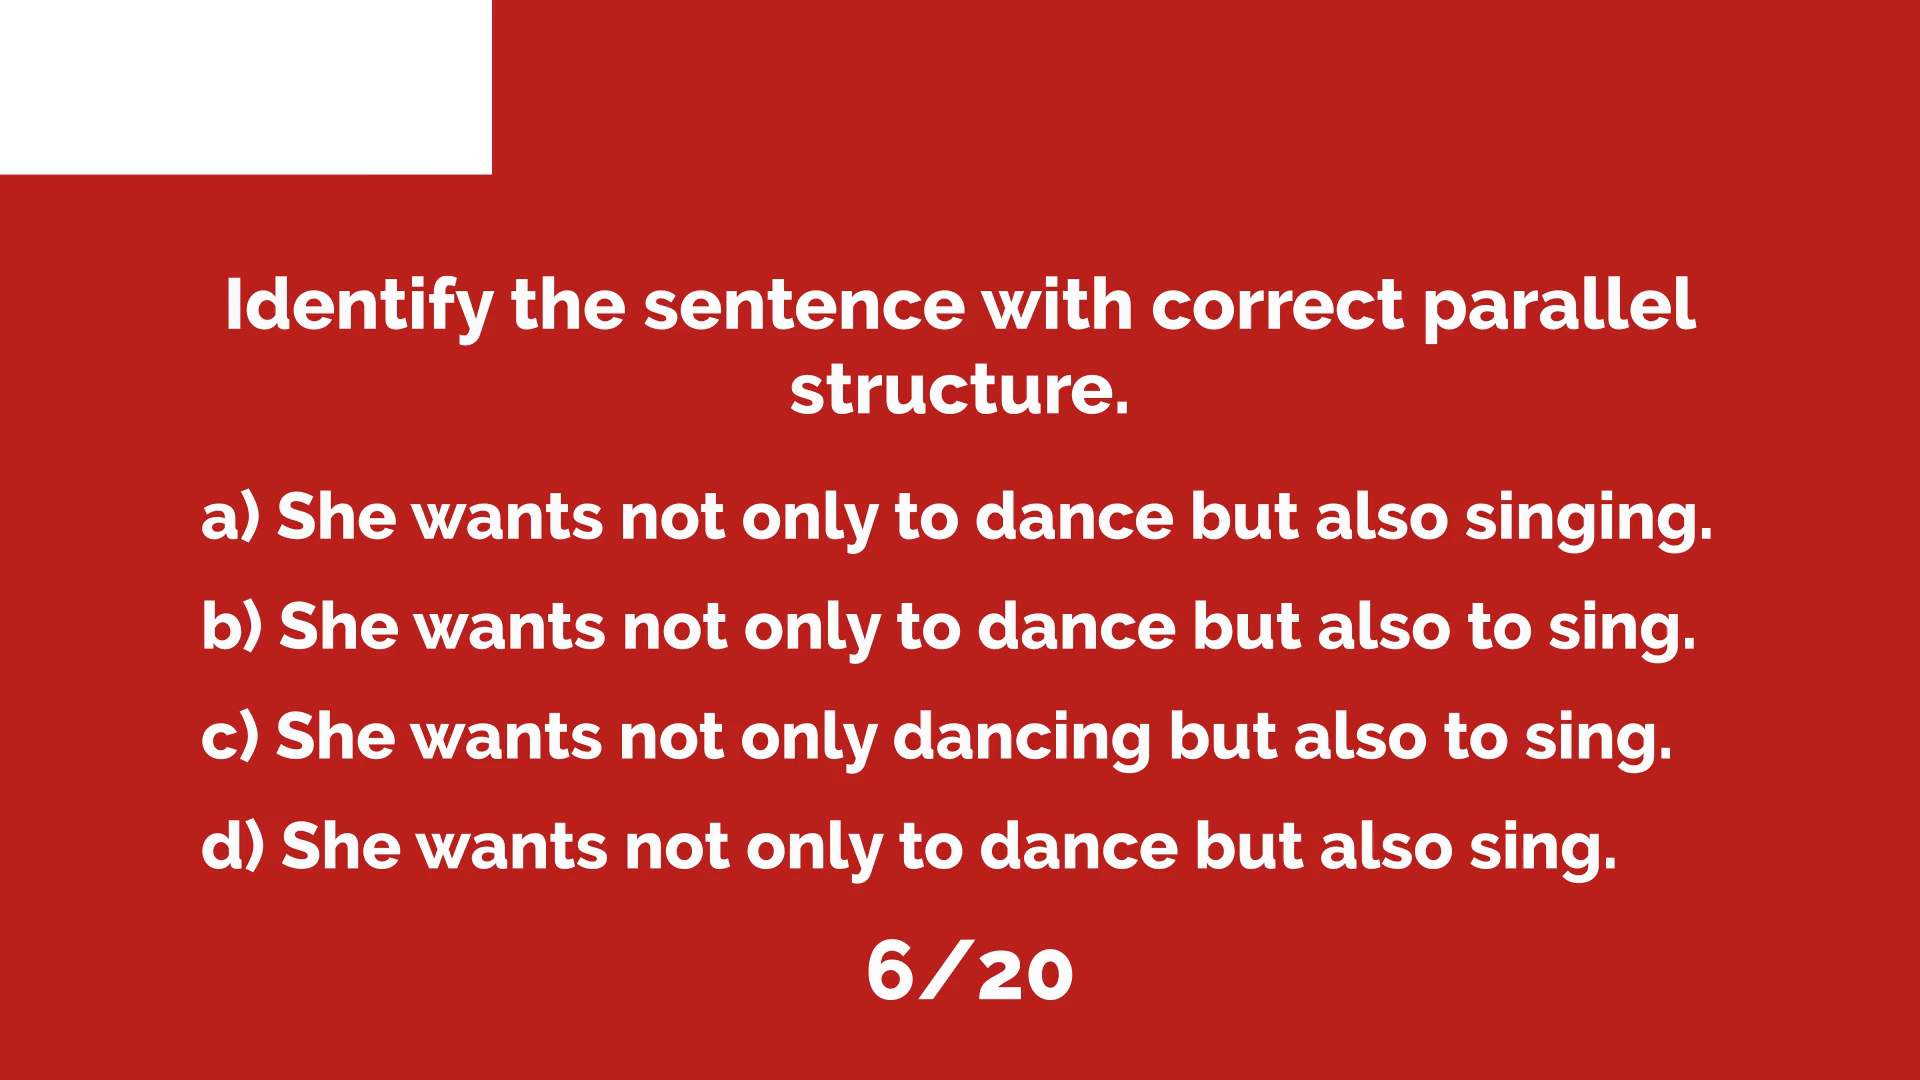 Identify the sentence with correct parallel
structure.
a) She wants not only to dance but also singing.
b) She wants not only to dance but also to sing.
c) She wants not only dancing but also to sing.
d) She wants not only to dance but also sing.
6/20